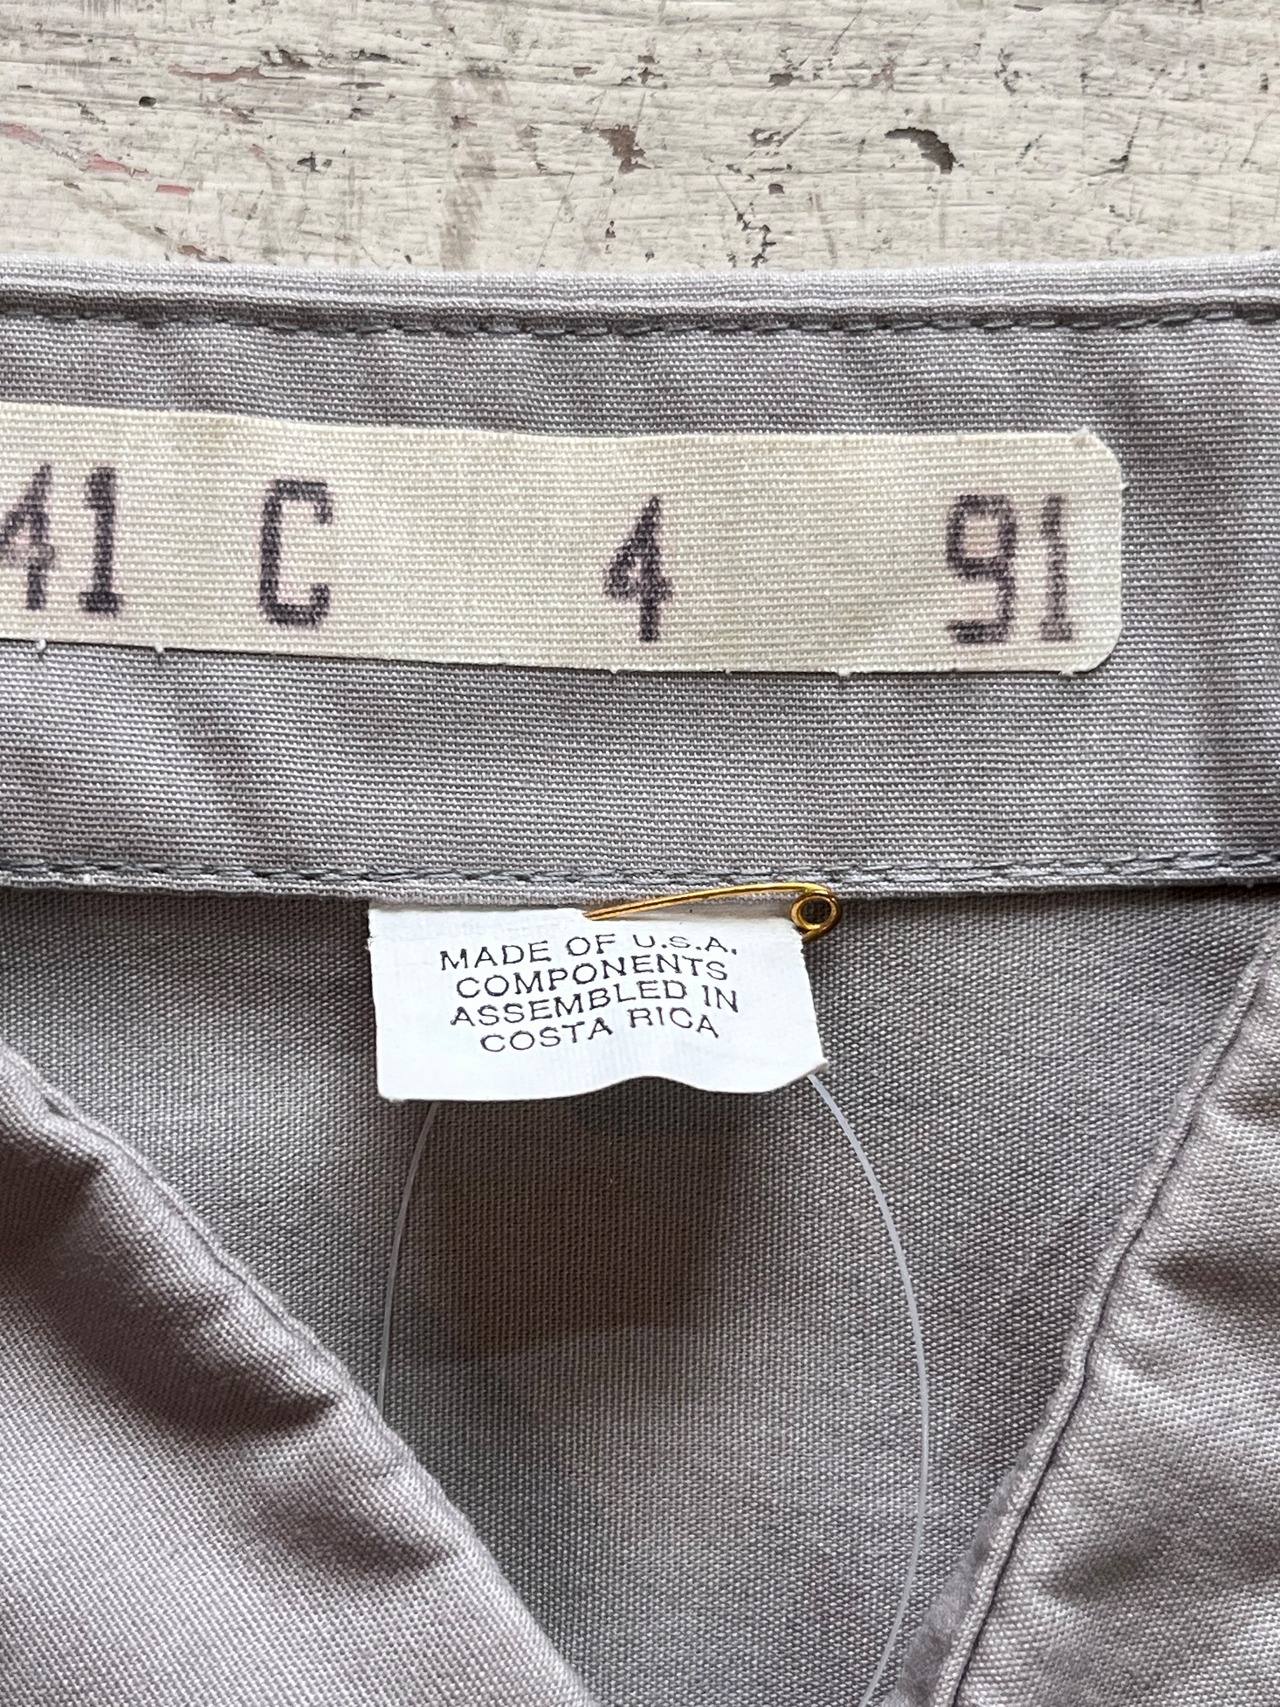 41 C 4 91
MADE OF U.S.A.
COMPONENTS
ASSEMBLED IN
COSTA RICA